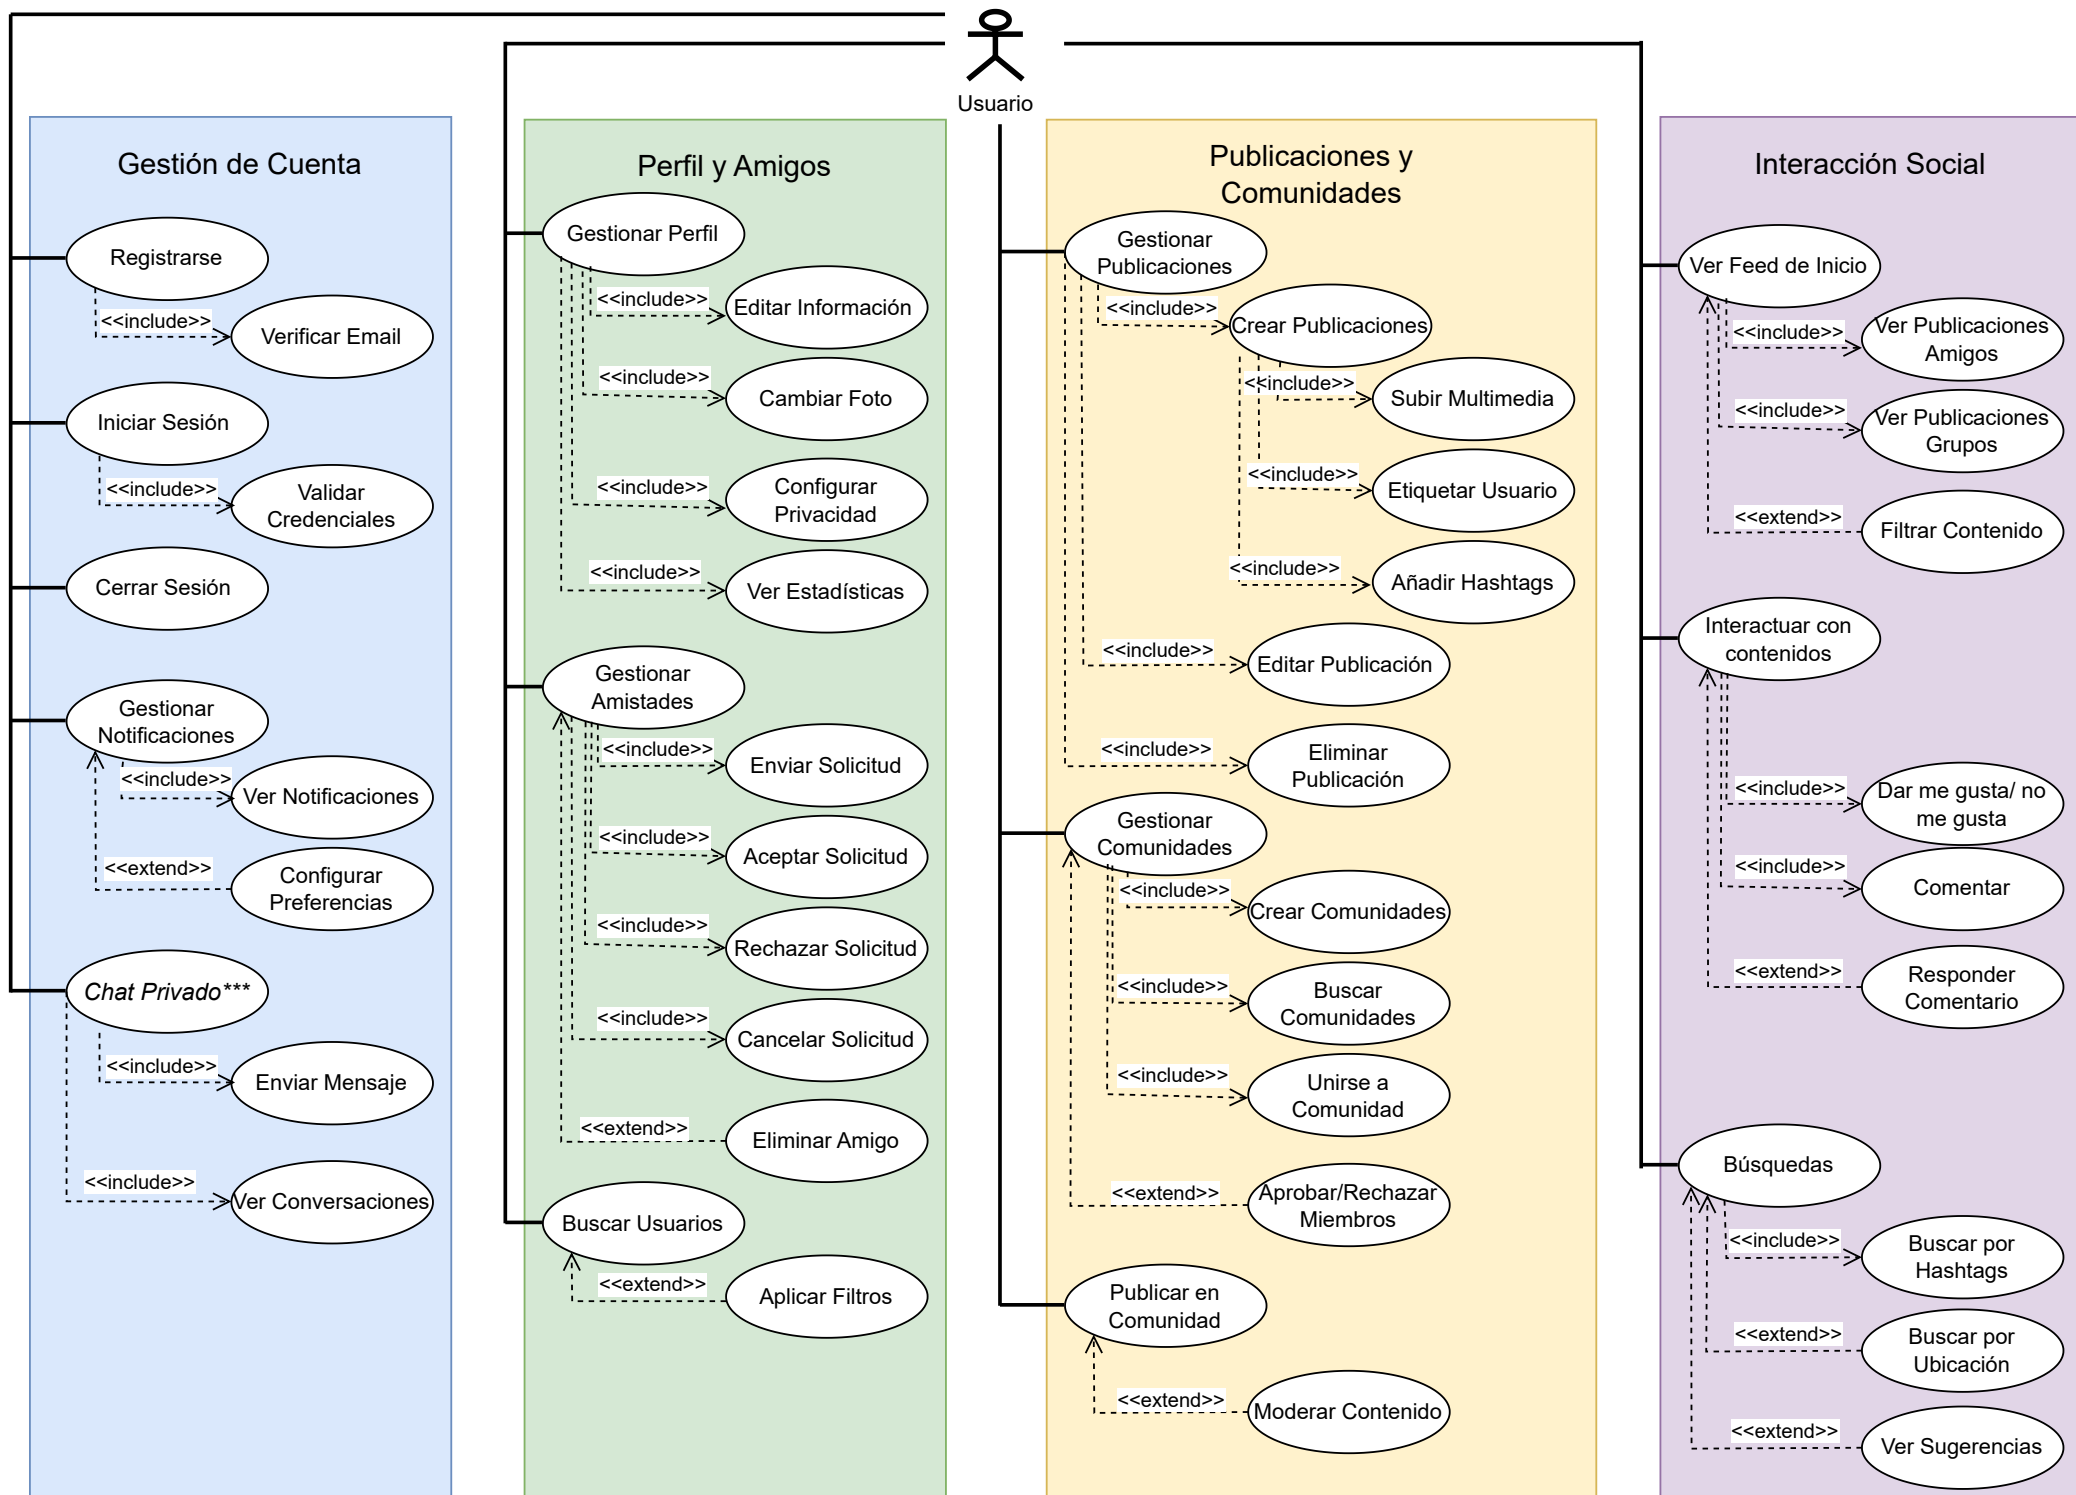 Usuario
Gestión de Cuenta
Registrarse
<<include>>
Verificar Email
Iniciar Sesión
<<include>>
Validar
Credenciales
Cerrar Sesión
Gestionar
Notificaciones
<<include>>
Ver Notificaciones
<<extend>>
Configurar
Preferencias
Chat Privado***
<<include>>
Enviar Mensaje
<<include>>
Ver Conversaciones
Perfil y Amigos
Gestionar Perfil
<<include>>
Editar Información
<<include>>
Cambiar Foto
<<include>>
Configurar
Privacidad
<<include>>
Ver Estadísticas
Gestionar
Amistades
<<include>>
Enviar Solicitud
<<include>>
Aceptar Solicitud
<<include>>
Rechazar Solicitud
<<include>>
Cancelar Solicitud
<<extend>>
Eliminar Amigo
Buscar Usuarios
<<extend>>
Aplicar Filtros
Publicaciones y
Comunidades
Gestionar
Publicaciones
<<include>>
Crear Publicaciones
<<include>>
Subir Multimedia
<<include>>
Etiquetar Usuario
<<include>>
Añadir Hashtags
<<include>>
Editar Publicación
<<include>>
Eliminar
Publicación
Gestionar
Comunidades
<<include>>
Crear Comunidades
<<include>>
Buscar
Comunidades
<<include>>
Unirse a
Comunidad
<<extend>>
Aprobar/Rechazar
Miembros
Publicar en
Comunidad
<<extend>>
Moderar Contenido
Interacción Social
Ver Feed de Inicio
<<include>>
Ver Publicaciones
Amigos
<<include>>
Ver Publicaciones
Grupos
<<extend>>
Filtrar Contenido
Interactuar con
contenidos
<<include>>
Dar me gusta/ no
me gusta
<<include>>
Comentar
<<extend>>
Responder
Comentario
Búsquedas
<<include>>
Buscar por
Hashtags
<<extend>>
Buscar por
Ubicación
<<extend>>
Ver Sugerencias